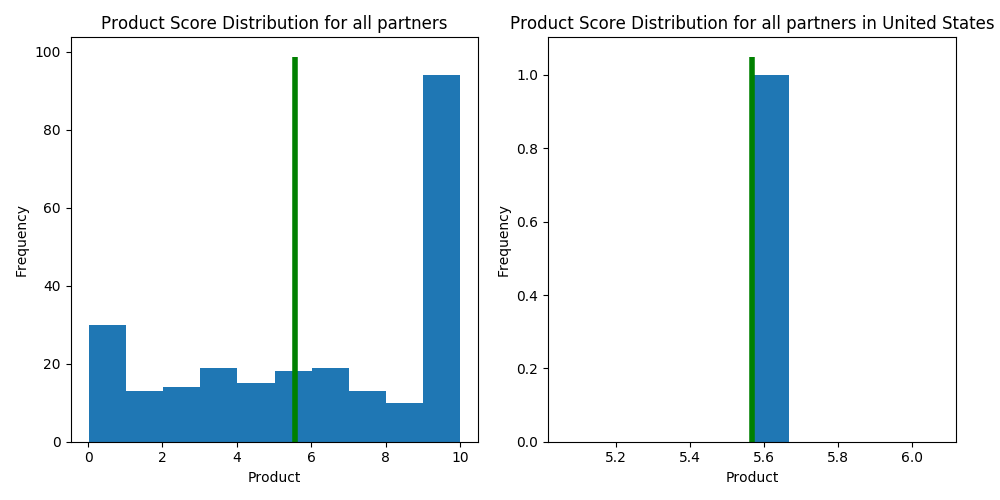 Product Score Distribution for all partners
100
80
60
40
20
0
Frequency
0 2 4 6 8 10
Product
Product Score Distribution for all partners in United States
1.0
0.8
0.6
0.4
0.2
0.0
Frequency
5.2 5.4 5.6 5.8 6.0
Product